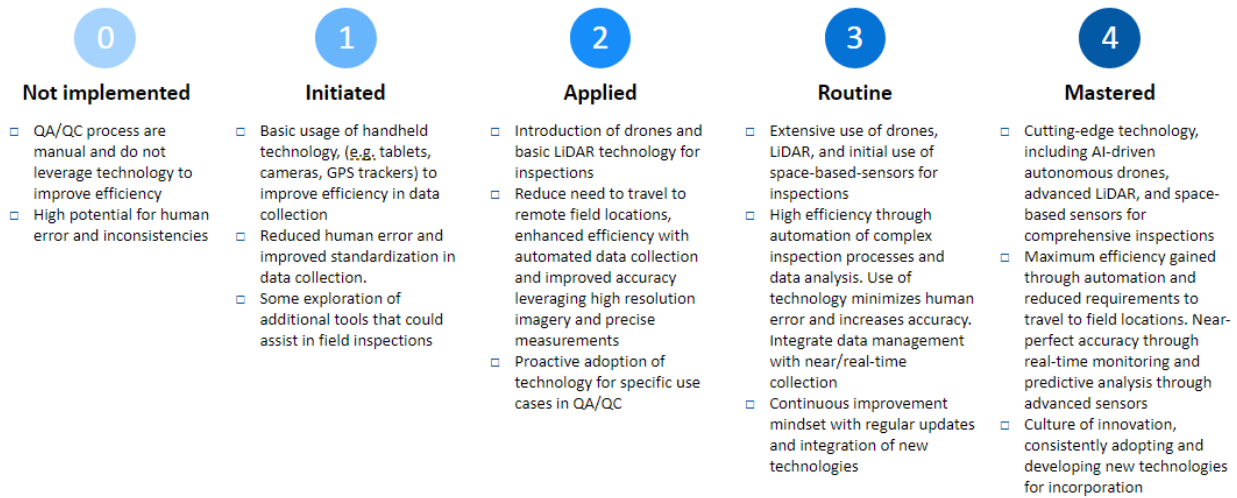 0
Not implemented
QA/QC process are
manual and do not
leverage technology to
improve efficiency
High potential for human
error and inconsistencies
1
Initiated
Basic usage of handheld
technology, (e.g. tablets,
cameras, GPS trackers) to
improve efficiency in data
collection
Reduced human error and
improved standardization in
data collection.
Some exploration of
additional tools that could
assist in field inspections
2
Applied
Introduction of drones and
basic LiDAR technology for
inspections
Reduce need to travel to
remote field locations,
enhanced efficiency with
automated data collection
and improved accuracy
leveraging high resolution
imagery and precise
measurements
Proactive adoption of
technology for specific use
cases in QA/QC
3
Routine
Extensive use of drones,
LiDAR, and initial use of
space-based-sensors for
inspections
High efficiency through
automation of complex
inspection processes and
data analysis. Use of
technology minimizes human
error and increases accuracy.
Integrate data management
with near/real-time
collection
Continuous improvement
mindset with regular updates
and integration of new
technologies
4
Mastered
Cutting-edge technology,
including AI-driven
autonomous drones,
advanced LiDAR, and space-
based sensors for
comprehensive inspections
Maximum efficiency gained
through automation and
reduced requirements to
travel to field locations. Near-
perfect accuracy through
real-time monitoring and
predictive analysis through
advanced sensors
Culture of innovation,
consistently adopting and
developing new technologies
for incorporation